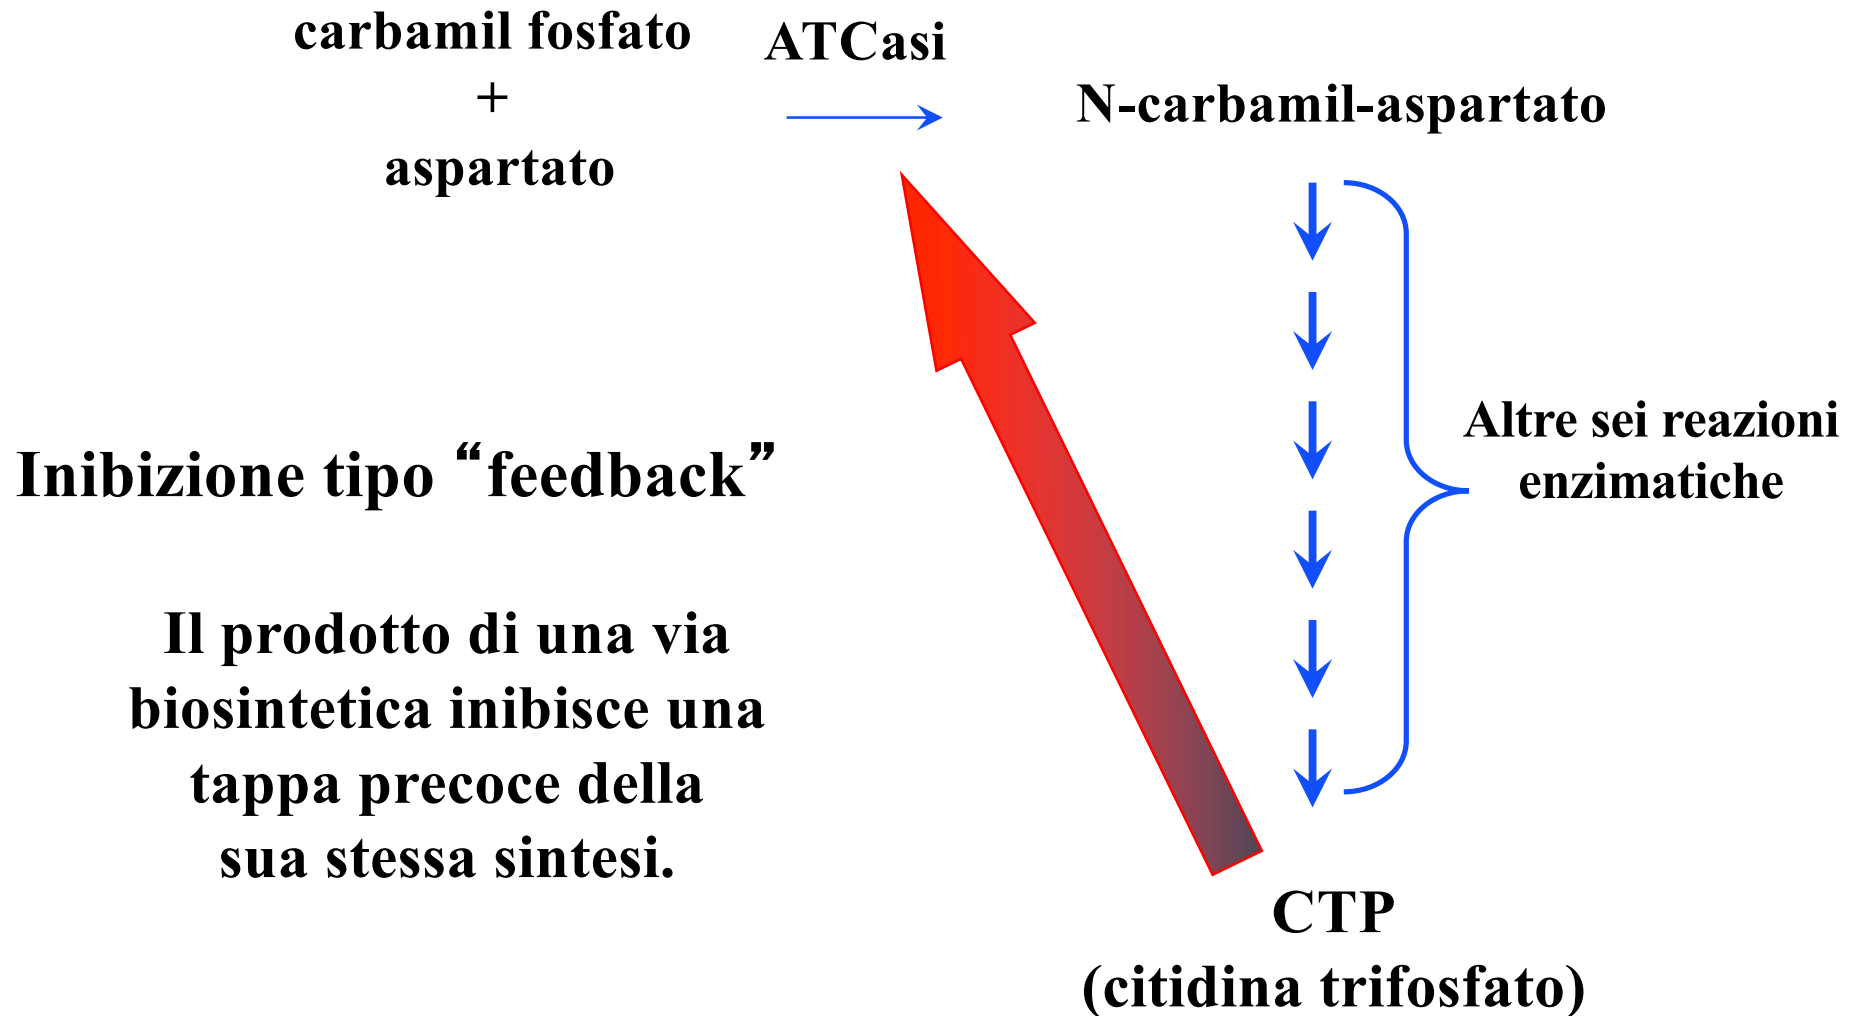 carbamil fosfato
+
aspartato
ATCasi
N-carbamil-aspartato
Altre sei reazioni
enzimatiche
Inibizione tipo “feedback”
Il prodotto di una via
biosintetica inibisce una
tappa precoce della
sua stessa sintesi.
CTP
(citidina trifosfato)